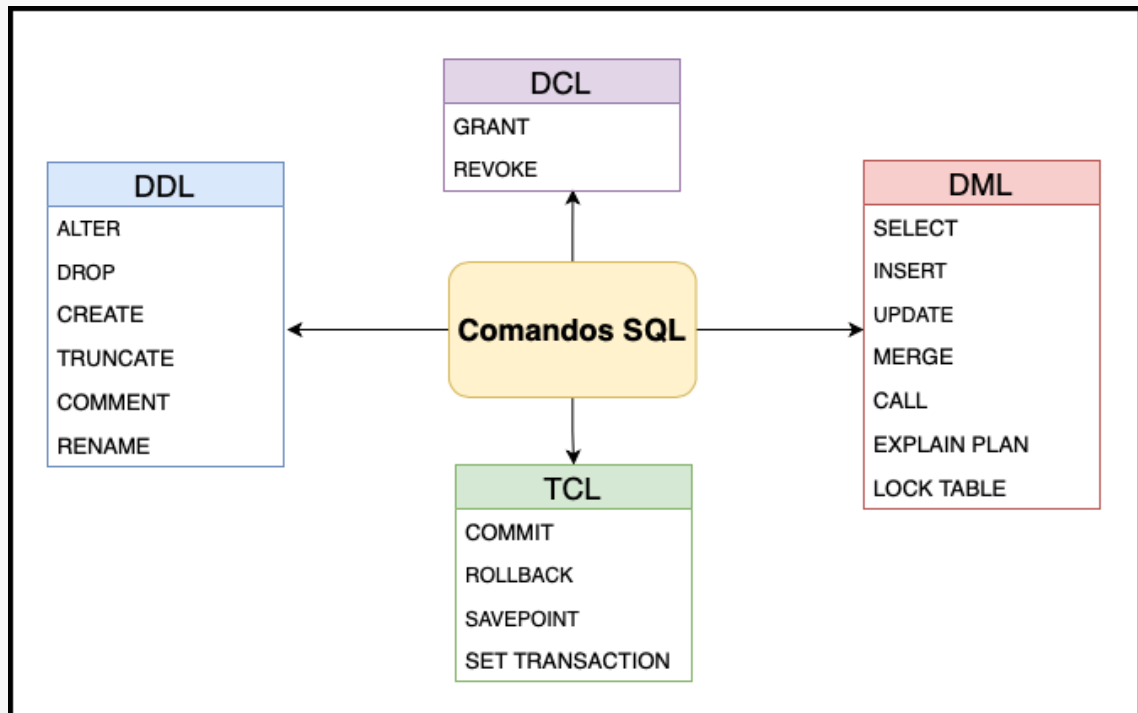 DCL
GRANT
REVOKE
DDL
ALTER
DROP
CREATE
TRUNCATE
COMMENT
RENAME
Comandos SQL
DML
SELECT
INSERT
UPDATE
MERGE
CALL
EXPLAIN PLAN
LOCK TABLE
TCL
COMMIT
ROLLBACK
SAVEPOINT
SET TRANSACTION